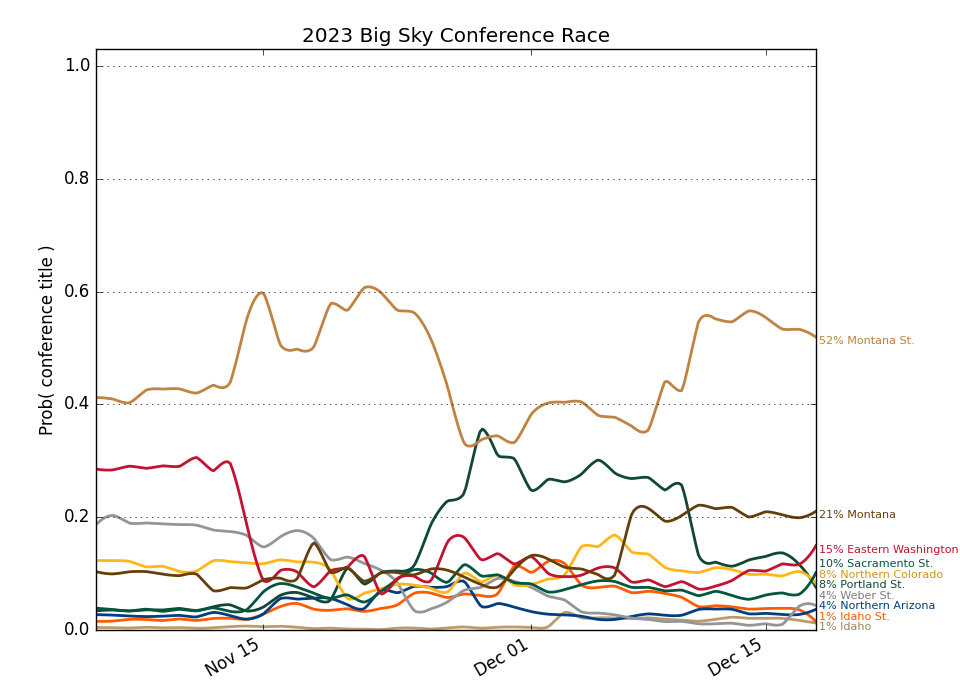 2023 Big Sky Conference Race
Prob( conference title )
1.0
0.8
0.6
0.4
0.2
0.0
Nov 15
Dec 01
Dec 15
52% Montana St.
21% Montana
15% Eastern Washington
10% Sacramento St.
8% Northern Colorado
8% Portland St.
4% Weber St.
4% Northern Arizona
1% Idaho St.
1% Idaho